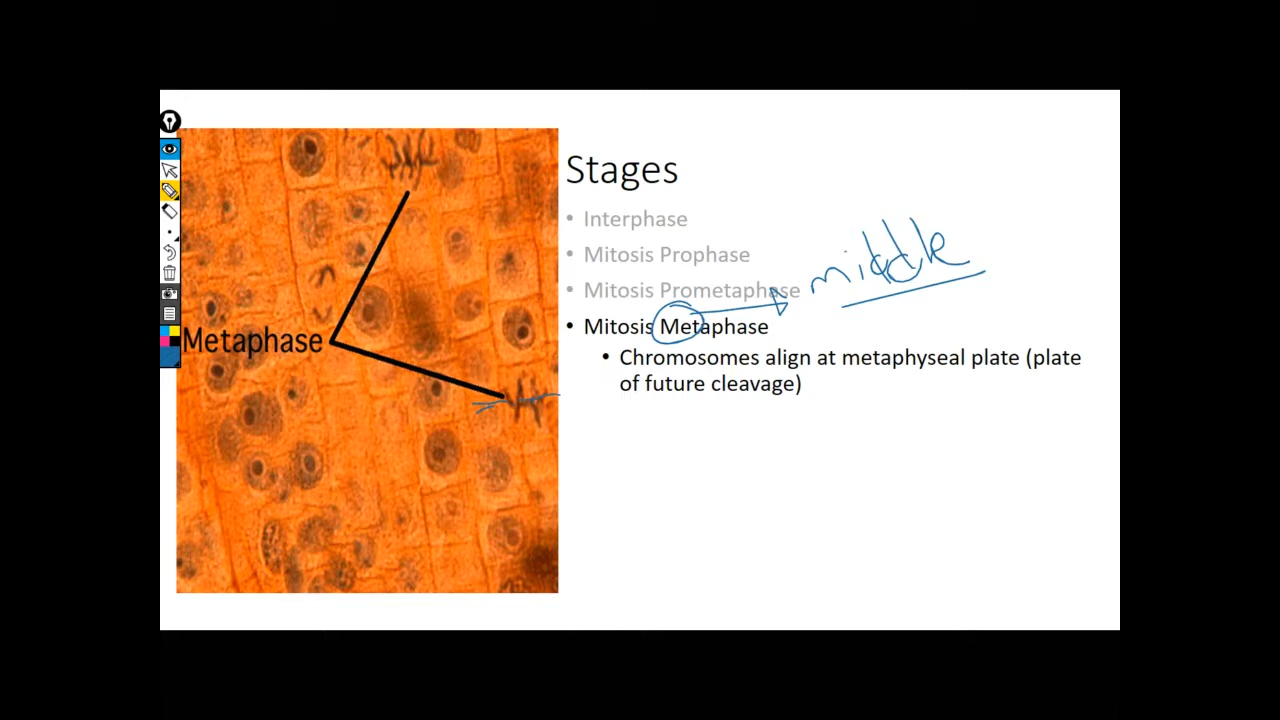 Stages
• Interphase
• Mitosis Prophase
• Mitosis Prometaphase
middle
• Mitosis Metaphase
• Chromosomes align at metaphyseal plate (plate
of future cleavage)
Metaphase